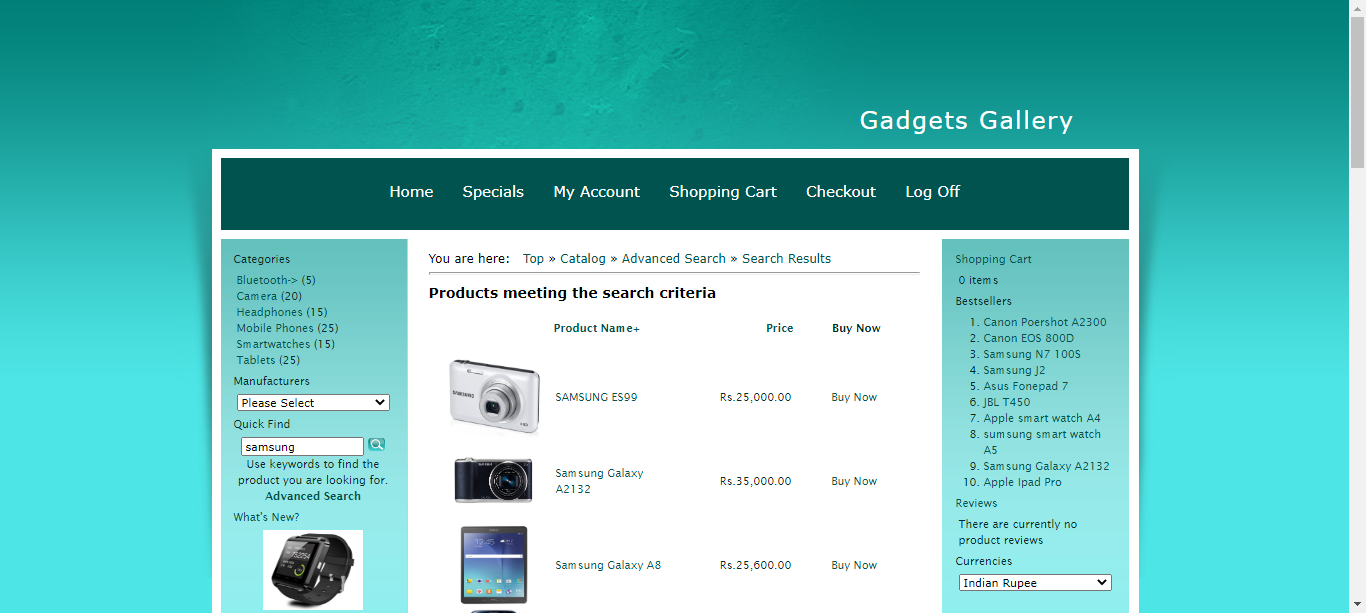 Gadgets Gallery
Home Specials My Account Shopping Cart Checkout Log Off
Categories
Bluetooth-> (5)
Camera (20)
Headphones (15)
Mobile Phones (25)
Smartwatches (15)
Tablets (25)
Manufacturers
Please Select
Quick Find
samsung
Use keywords to find the
product you are looking for.
Advanced Search
What's New?
You are here: Top » Catalog » Advanced Search » Search Results
Products meeting the search criteria
Product Name+ Price Buy Now
SAMSUNG ES99 Rs.25,000.00 Buy Now
Samsung Galaxy
A2132 Rs.35,000.00 Buy Now
Samsung Galaxy A8 Rs.25,600.00 Buy Now
Shopping Cart
0 items
Bestsellers
1. Canon Poershot A2300
2. Canon EOS 800D
3. Samsung N7 100S
4. Samsung J2
5. Asus Fonepad 7
6. JBL T450
7. Apple smart watch A4
8. sumsung smart watch
A5
9. Samsung Galaxy A2132
10. Apple Ipad Pro
Reviews
There are currently no
product reviews
Currencies
Indian Rupee